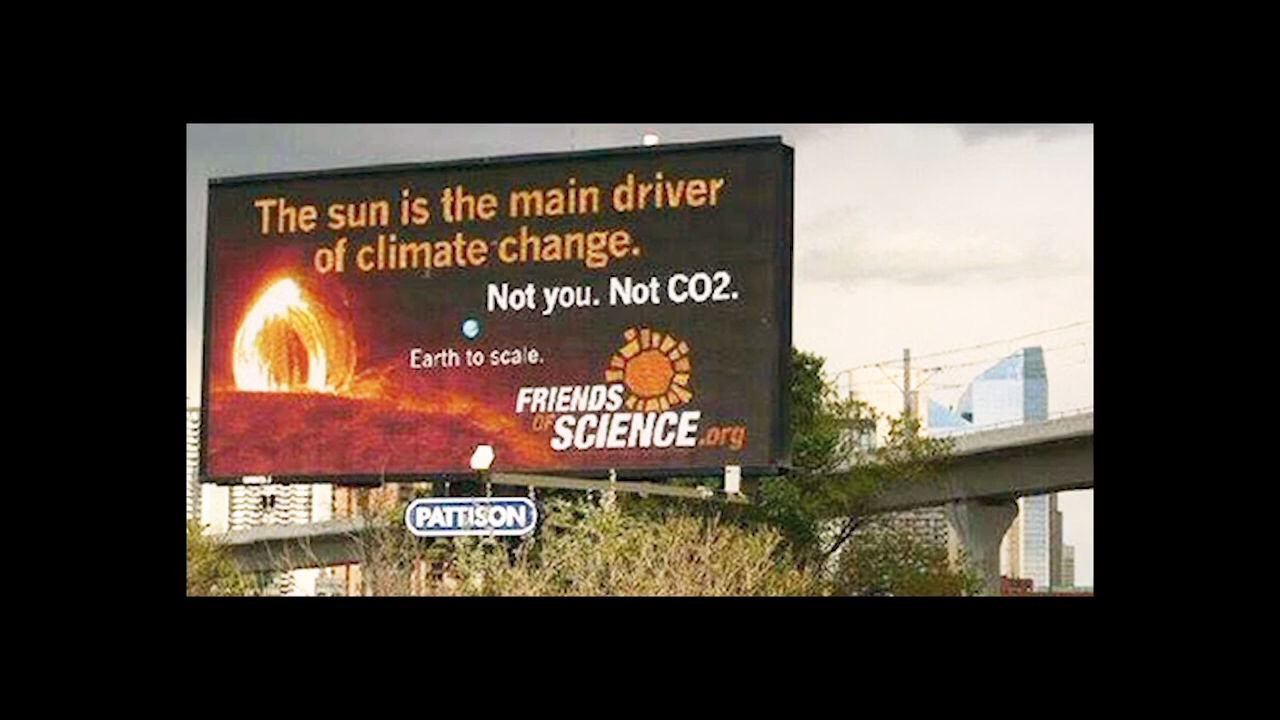 The sun is the main driver
of climate change.
Not you. Not CO2.
Earth to scale.
FRIENDS
OF
SCIENCE.org
PATTISON